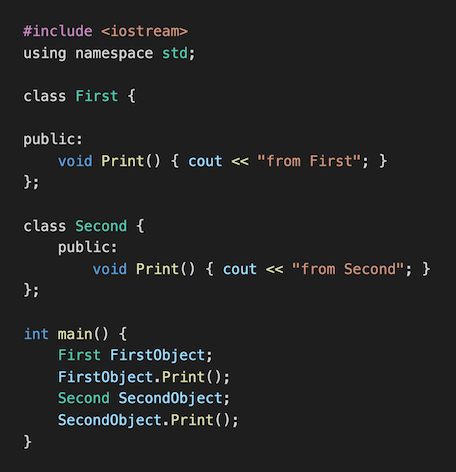 #include <iostream>
using namespace std;
class First {
public:
void Print() { cout << "from First"; }
};
class Second {
public:
void Print() { cout << "from Second"; }
};
int main() {
First FirstObject;
FirstObject.Print();
Second SecondObject;
SecondObject.Print();
}